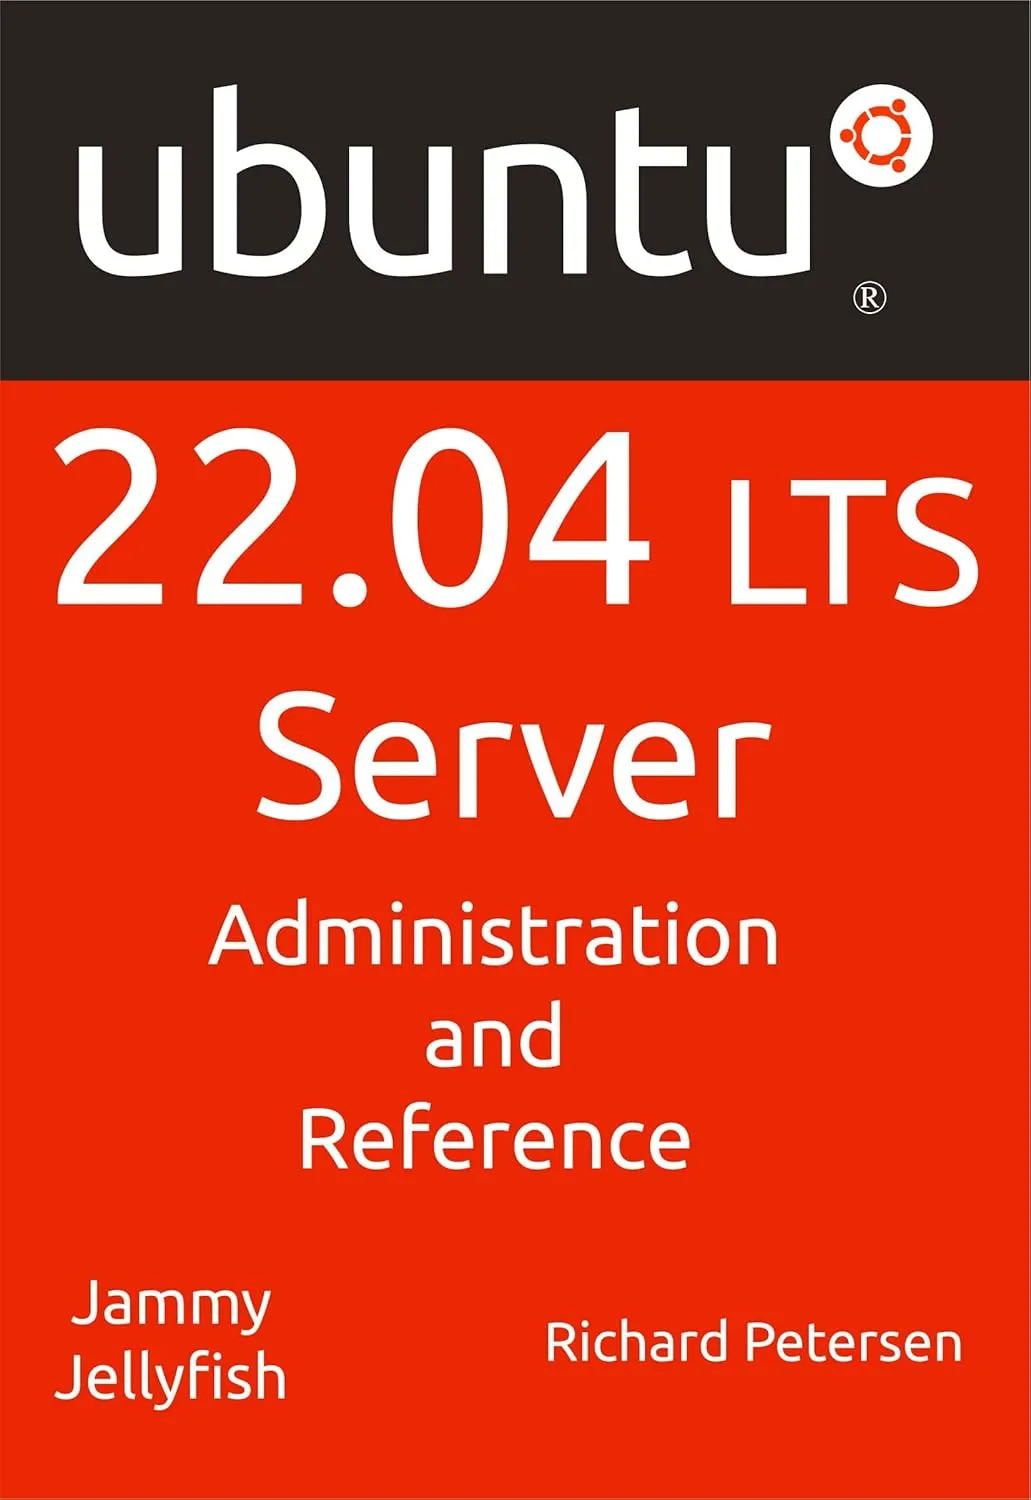 ubuntu
®
22.04 LTS
Server
Administration
and
Reference
Jammy
Jellyfish
Richard Petersen